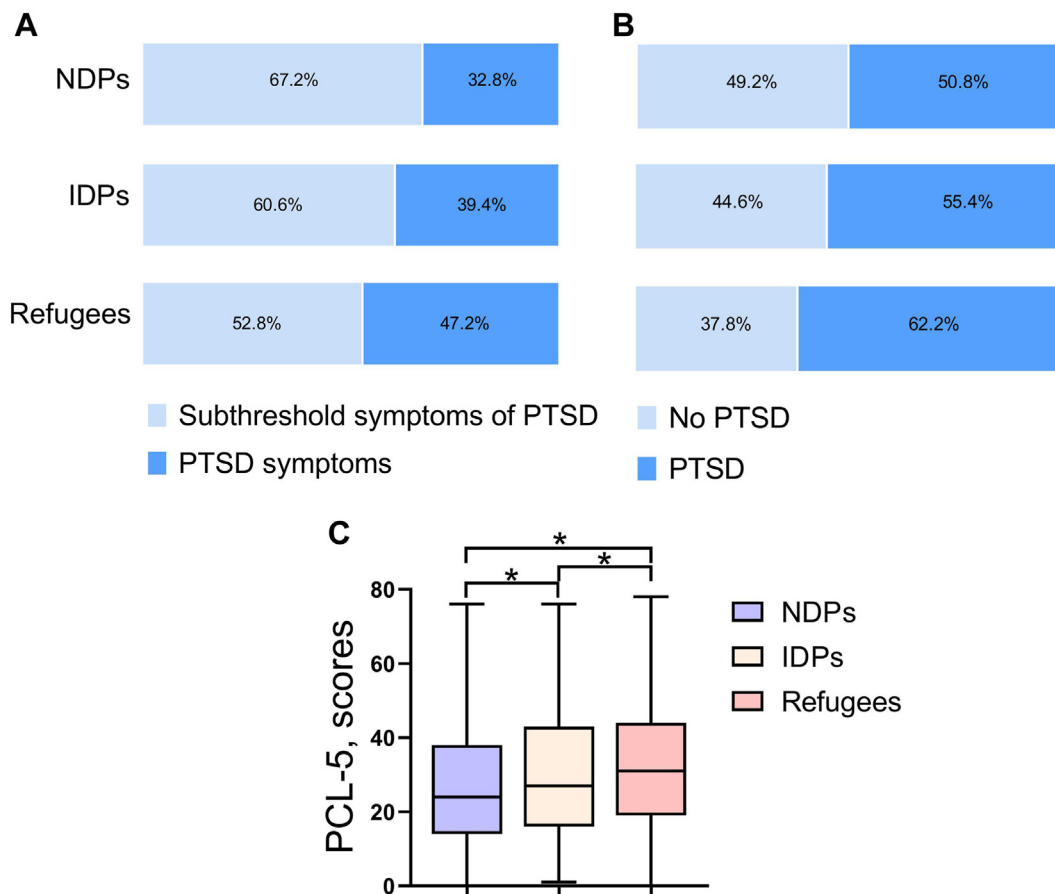 A
B
NDPs
67.2%
32.8%
49.2%
50.8%
IDPs
60.6%
39.4%
44.6%
55.4%
Refugees
52.8%
47.2%
37.8%
62.2%
Subthreshold symptoms of PTSD
PTSD symptoms
No PTSD
PTSD
C
*
*
*
80
60
40
20
0
PCL-5, scores
NDPs
IDPs
Refugees